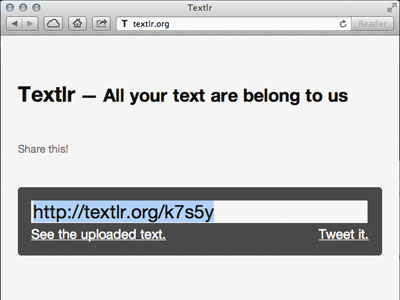 Textlr
T textlr.org
Reader
Textlr — All your text are belong to us
Share this!
http://textlr.org/k7s5y
See the uploaded text. Tweet it.